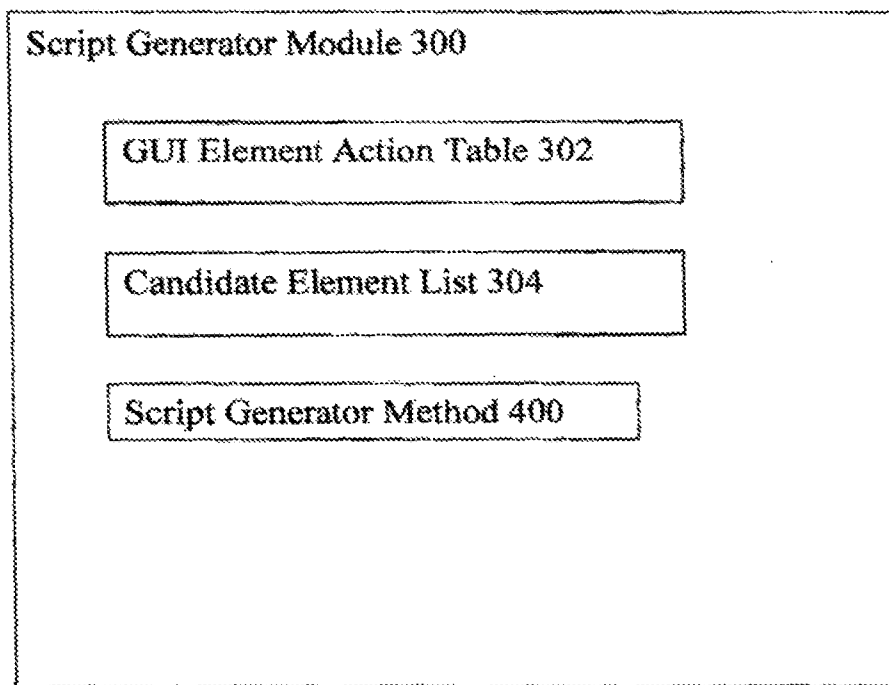 Script Generator Module 300
GUI Element Action Table 302
Candidate Element List 304
Script Generator Method 400